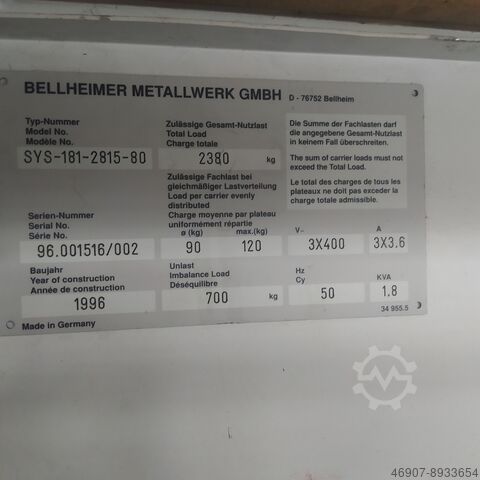 BELLHEIMER METALLWERK GMBH D - 76752 Bellheim
Typ-Nummer
Model No.
Modèle No.
SYS-181-2815-80
Zulässige Gesamt-Nutzlast
Total Load
Charge totale
2380 kg
Die Summe der Fachlasten darf
die angegebene Gesamt-Nutzlast
in keinem Fall überschreiten.
The sum of carrier loads must not
exceed the Total Load.
Le total des charges de tous les
plateaux ne doit pas exceder la
charge totale admissible.
Zulässige Fachlast bei
gleichmäßiger Lastverteilung
Load per carrier evenly
distributed
Charge moyenne par plateau
uniformément répartie
ø (kg) max.(kg)
90 120
Serien-Nummer
Serial No.
Série No.
96.001516/002
V~ A
3X400 3X3.6
Baujahr
Year of construction
Année de construction
1996
Unlast
Imbalance Load
Déséquilibre
700 kg
Hz
Cy
50
KVA
1.8
34 955.5
Made in Germany
46907-8933654